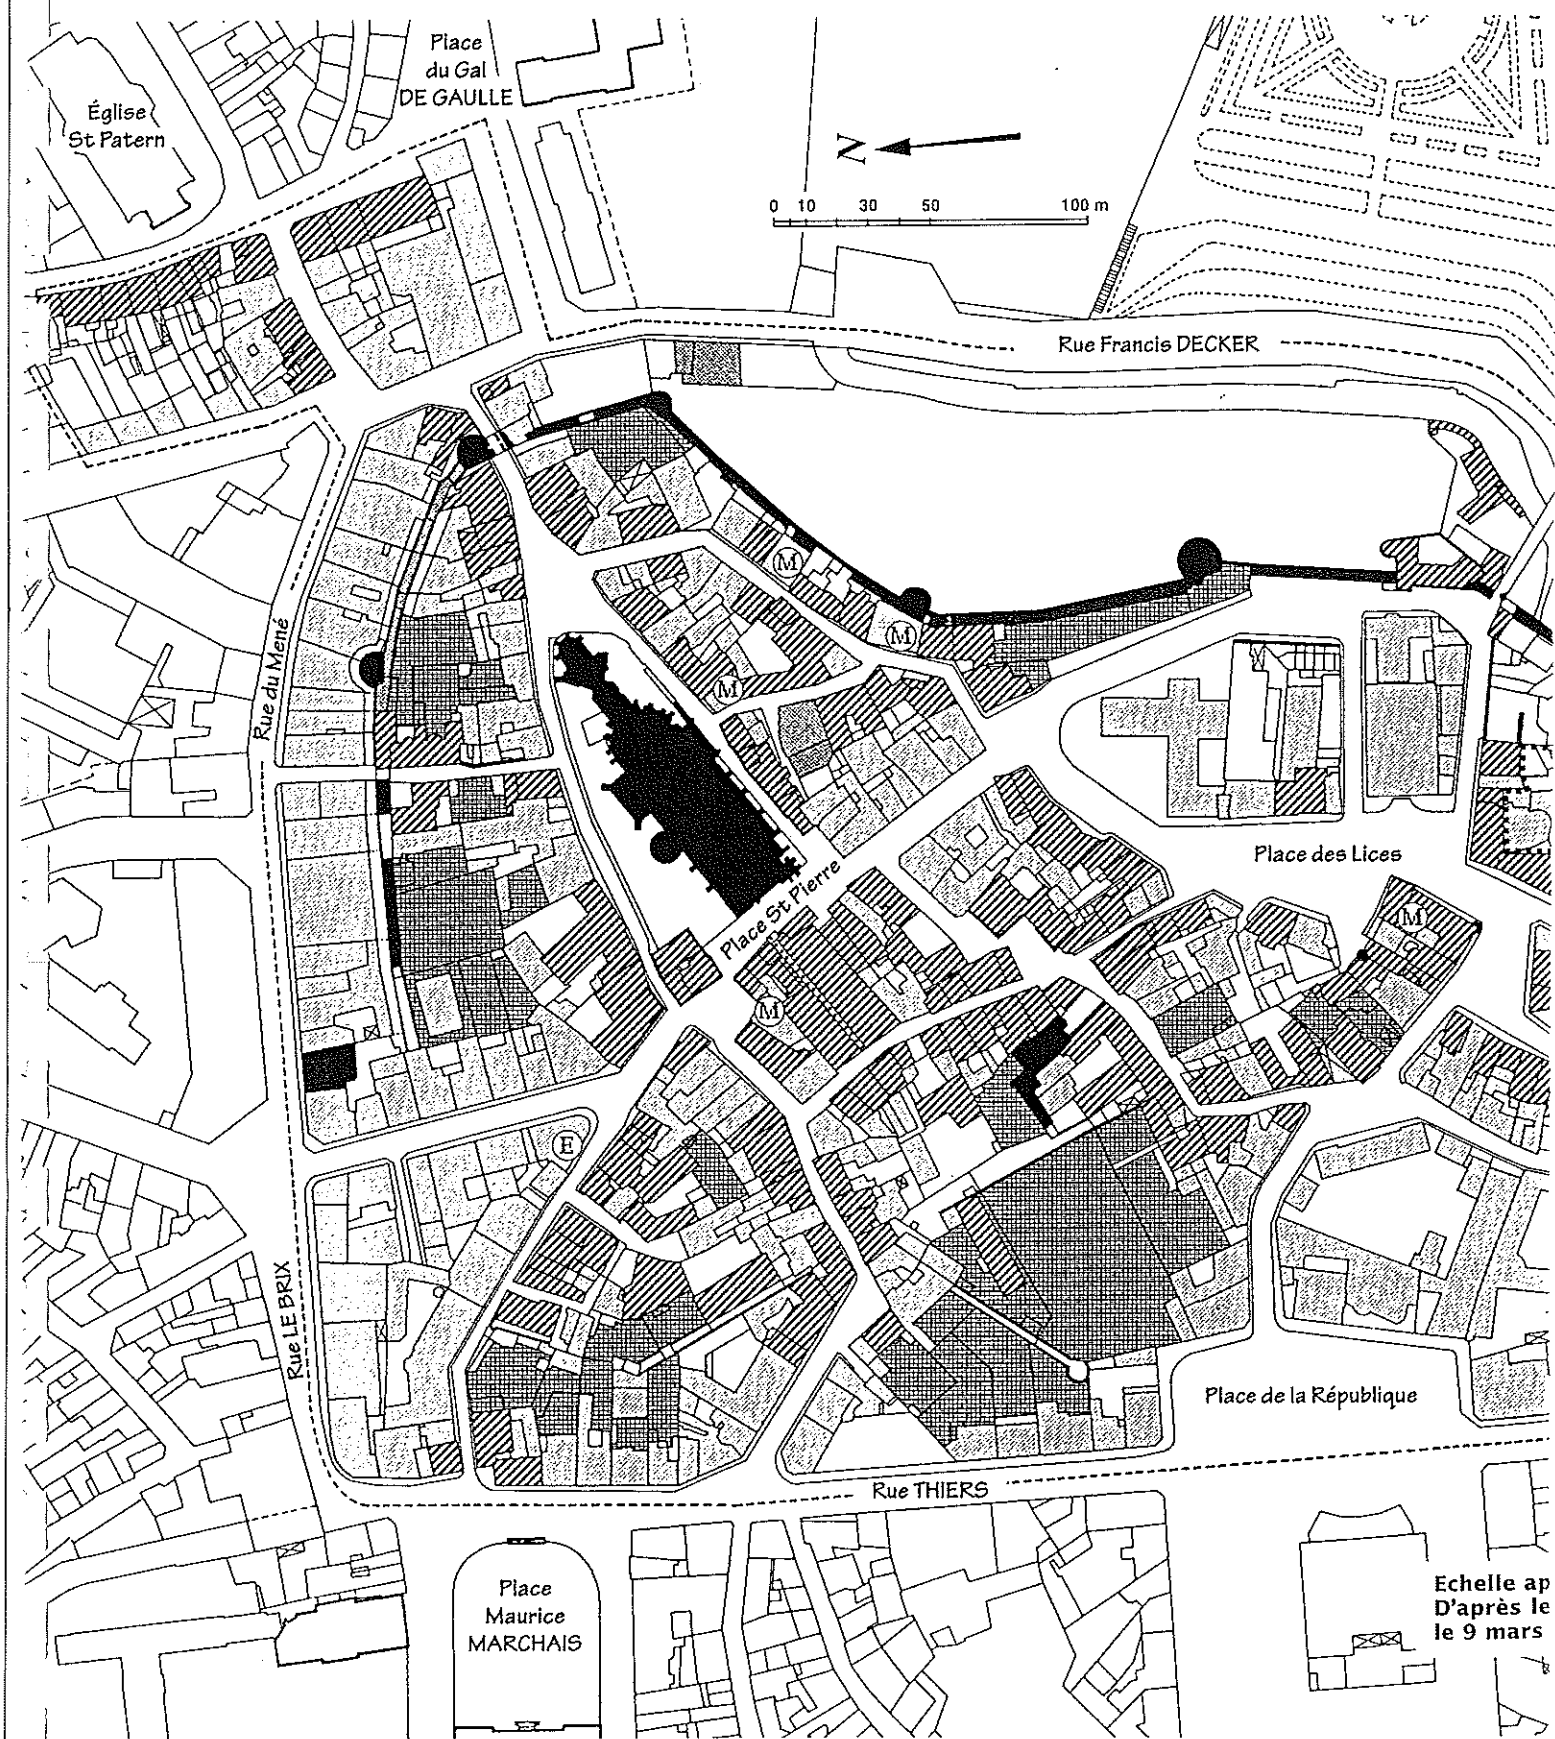 Place
du Gal
DE GAULLE
Église
St Patern
N
0 10 30 50 100 m
Rue Francis DECKER
M
Rue du Mené
M
M
Place des Lices
Place St Pierre
M
M
E
Rue LE BRIX
Place de la République
Rue THIERS
Place
Maurice
MARCHAIS
Echelle ap
D'après le
le 9 mars